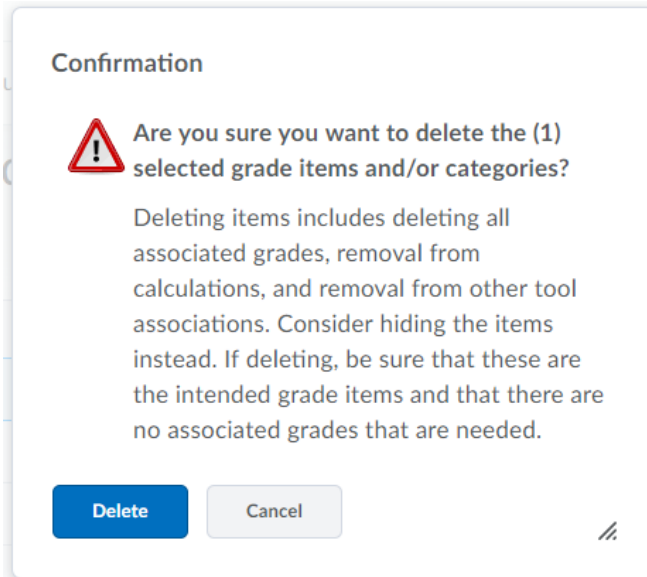 Confirmation
Are you sure you want to delete the (1)
selected grade items and/or categories?
Deleting items includes deleting all
associated grades, removal from
calculations, and removal from other tool
associations. Consider hiding the items
instead. If deleting, be sure that these are
the intended grade items and that there are
no associated grades that are needed.
Delete
Cancel